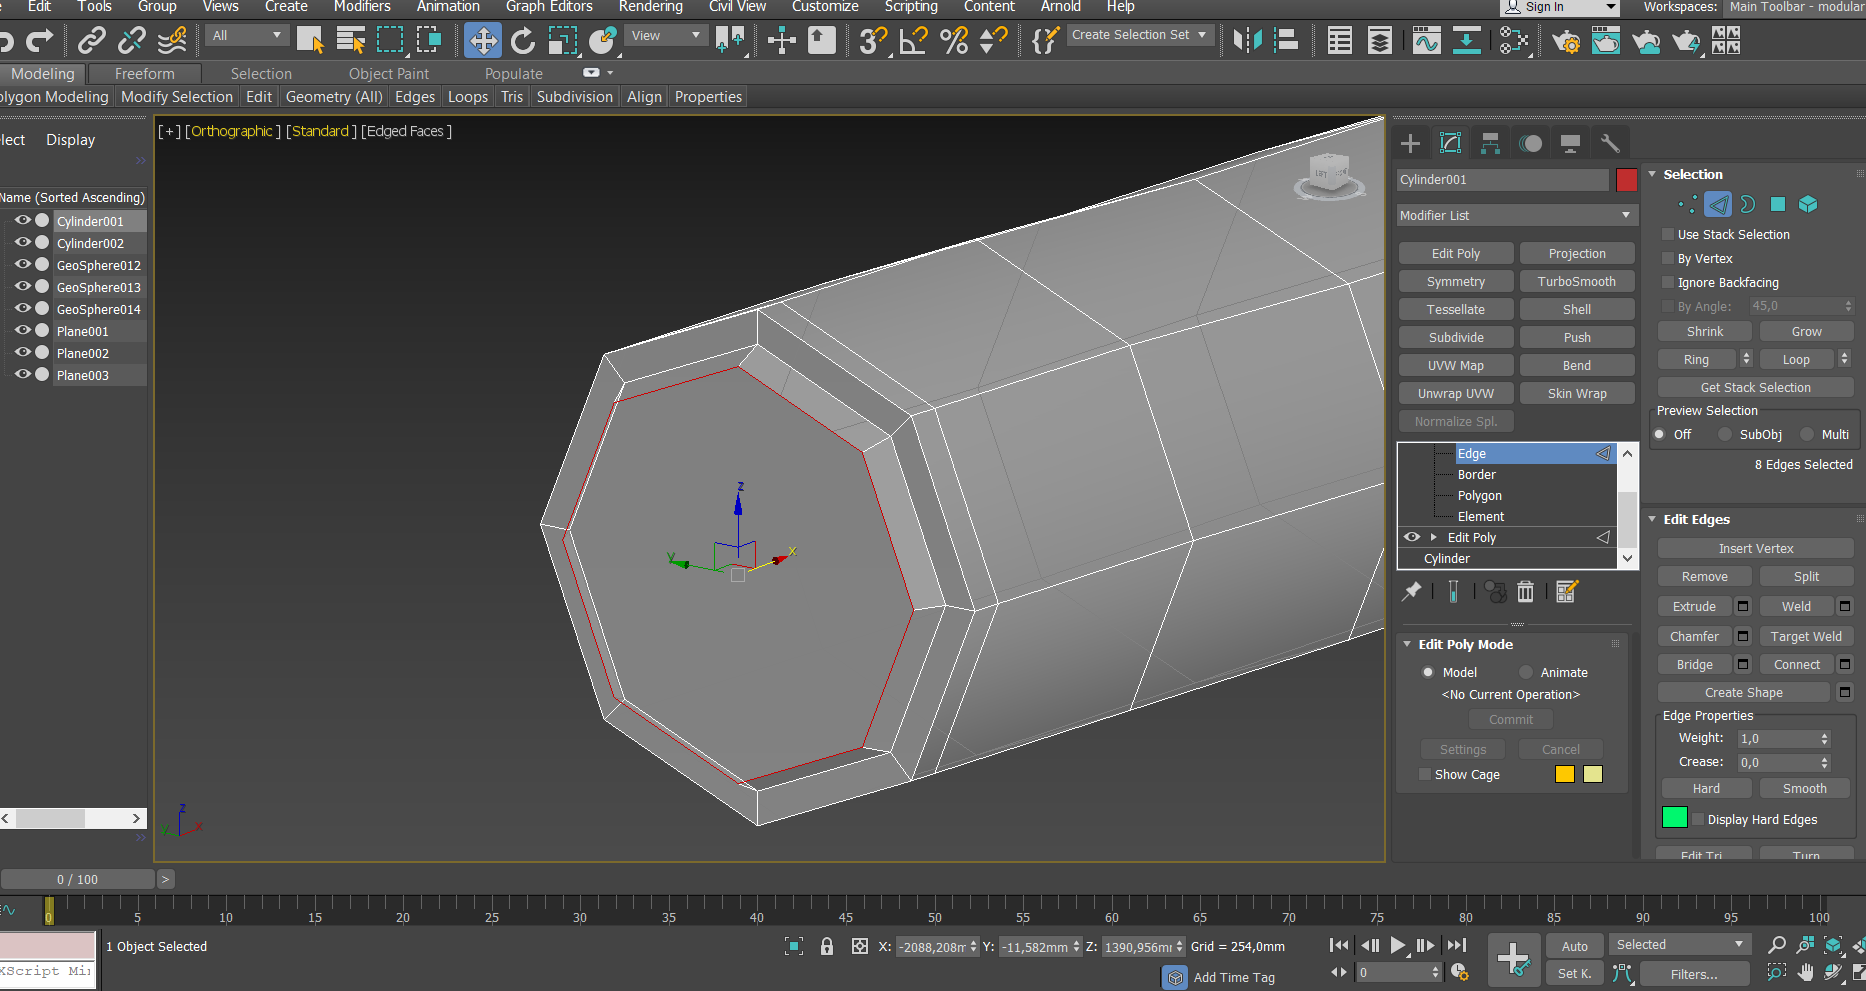 Edit Tools Group Views Create Modifiers Animation Graph Editors Rendering Civil View Customize Scripting Content Arnold Help Sign In Workspaces: Main Toolbar - modular
All View Create Selection Set
Modeling Freeform Selection Object Paint Populate
olygon Modeling Modify Selection Edit Geometry (All) Edges Loops Tris Subdivision Align Properties
elect Display
Name (Sorted Ascending)
Cylinder001
Cylinder002
GeoSphere012
GeoSphere013
GeoSphere014
Plane001
Plane002
Plane003
[+] [Orthographic ] [Standard ] [Edged Faces ]
LEFT
z
y
x
z
y
x
Cylinder001
Modifier List
Edit Poly Projection
Symmetry TurboSmooth
Tessellate Shell
Subdivide Push
UVW Map Bend
Unwrap UVW Skin Wrap
Normalize Spl.
Edge
Border
Polygon
Element
Edit Poly
Cylinder
Edit Poly Mode
Model Animate
<No Current Operation>
Commit
Settings Cancel
Show Cage
Selection
Use Stack Selection
By Vertex
Ignore Backfacing
By Angle: 45,0
Shrink Grow
Ring Loop
Get Stack Selection
Preview Selection
Off SubObj Multi
8 Edges Selected
Edit Edges
Insert Vertex
Remove Split
Extrude Weld
Chamfer Target Weld
Bridge Connect
Create Shape
Edge Properties
Weight: 1,0
Crease: 0,0
Hard Smooth
Display Hard Edges
Edit Tri. Turn
0 / 100 >
0 5 10 15 20 25 30 35 40 45 50 55 60 65 70 75 80 85 90 95 100
1 Object Selected X: -2088,208m Y: -11,582mm Z: 1390,956m Grid = 254,0mm Auto Selected
XScript Mi
Add Time Tag 0 Set K. Filters...